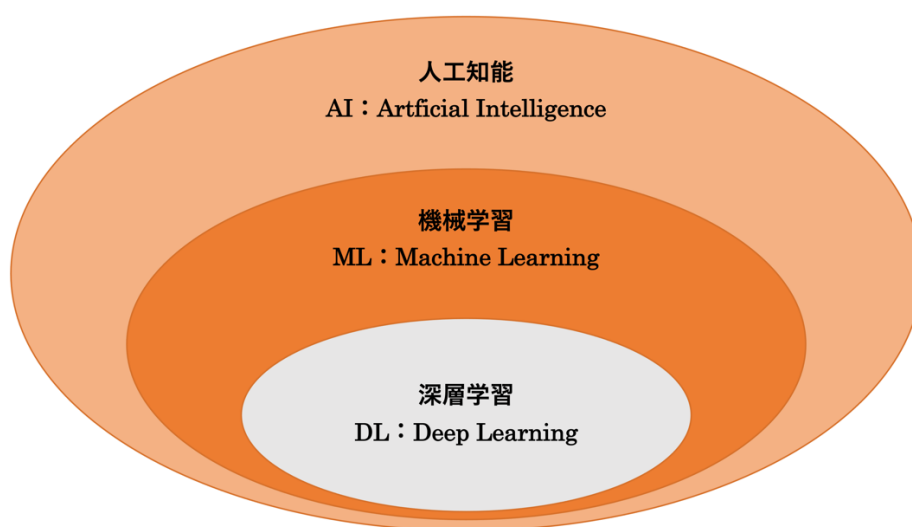 人工知能
AI：Artficial Intelligence
機械学習
ML：Machine Learning
深層学習
DL：Deep Learning